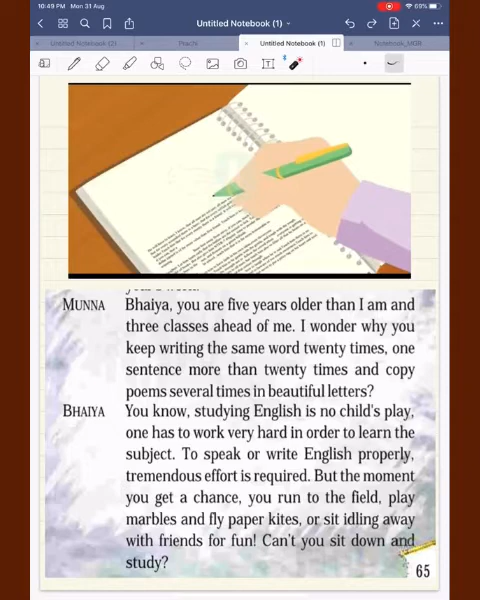 10:49 PM Mon 31 Aug
69%
Untitled Notebook (1)
Untitled Notebook (2)
Untitled Notebook (1)
MUNNA Bhaiya, you are five years older than I am and
three classes ahead of me. I wonder why you
keep writing the same word twenty times, one
sentence more than twenty times and copy
poems several times in beautiful letters?
BHAIYA You know, studying English is no child's play,
one has to work very hard in order to learn the
subject. To speak or write English properly,
tremendous effort is required. But the moment
you get a chance, you run to the field, play
marbles and fly paper kites, or sit idling away
with friends for fun! Can't you sit down and
study?
65